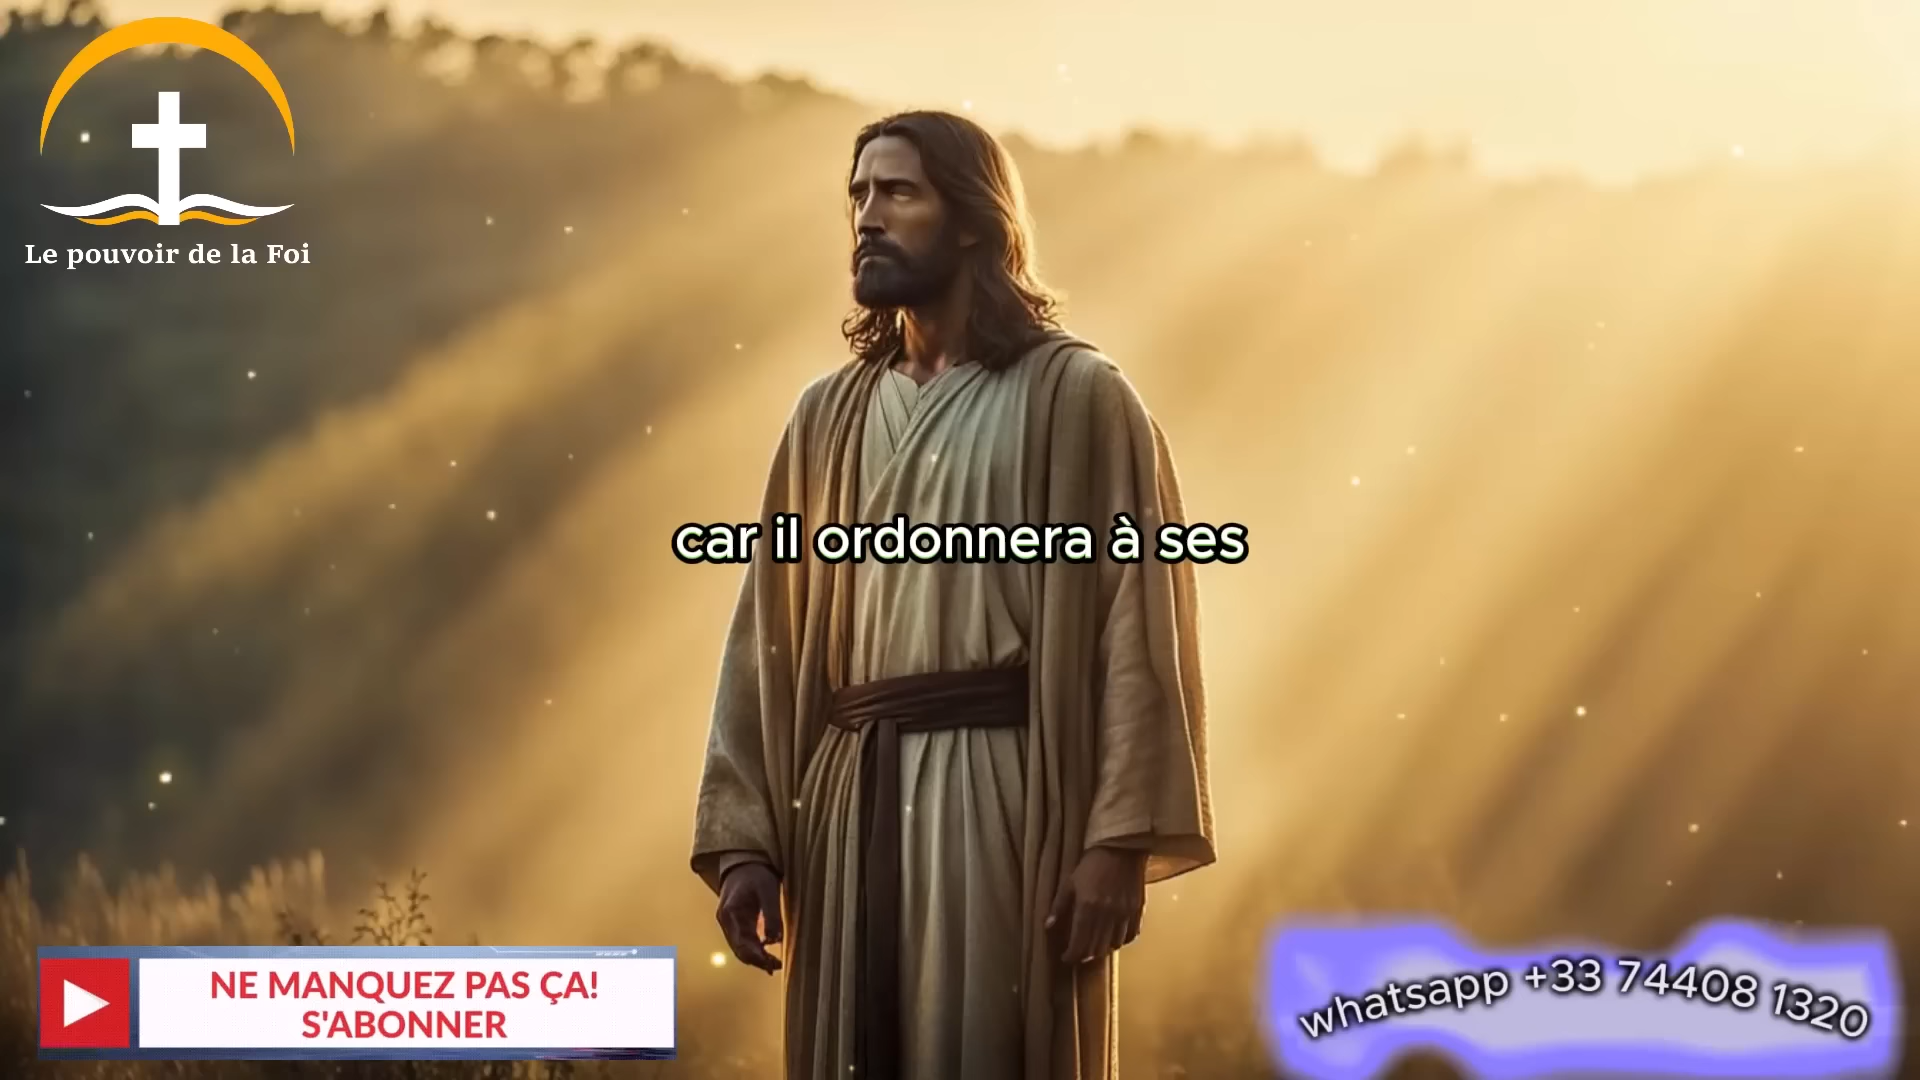 Le pouvoir de la Foi
car il ordonnera à ses
NE MANQUEZ PAS ÇA!
S'ABONNER
whatsapp +33 74408 1320